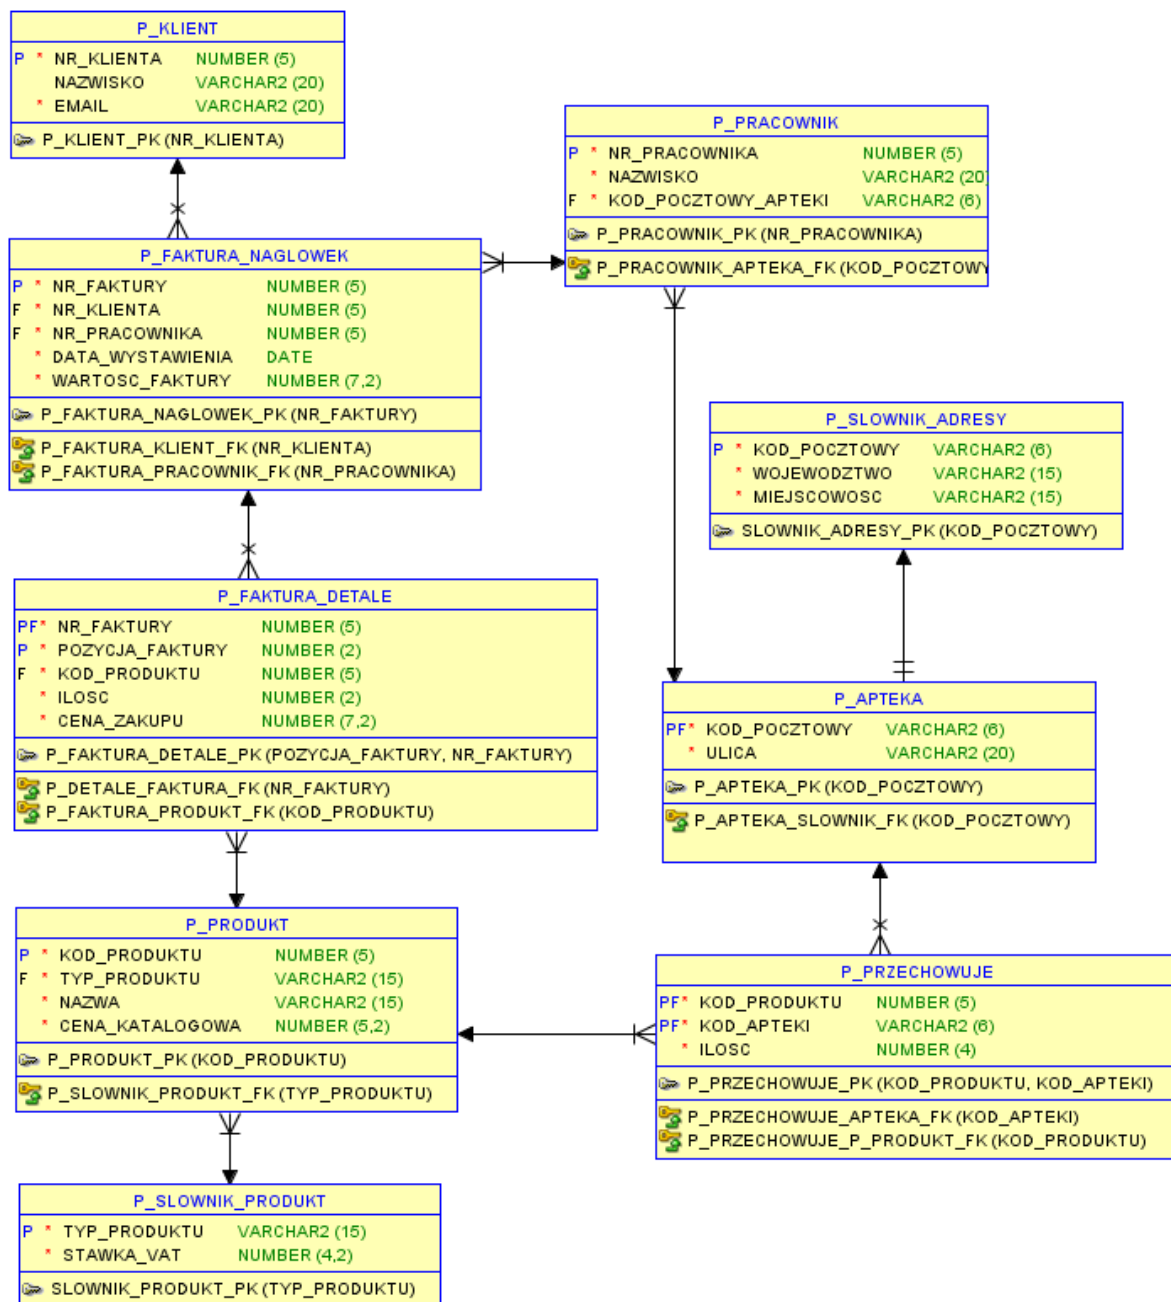 P_KLIENT
P * NR_KLIENTA NUMBER (5)
NAZWISKO VARCHAR2 (20)
* EMAIL VARCHAR2 (20)
P_KLIENT_PK (NR_KLIENTA)
P_PRACOWNIK
P * NR_PRACOWNIKA NUMBER (5)
* NAZWISKO VARCHAR2 (20)
F * KOD_POCZTOWY_APTEKI VARCHAR2 (6)
P_PRACOWNIK_PK (NR_PRACOWNIKA)
P_PRACOWNIK_APTEKA_FK (KOD_POCZTOWY
P_FAKTURA_NAGLOWEK
P * NR_FAKTURY NUMBER (5)
F * NR_KLIENTA NUMBER (5)
F * NR_PRACOWNIKA NUMBER (5)
* DATA_WYSTAWIENIA DATE
* WARTOSC_FAKTURY NUMBER (7,2)
P_FAKTURA_NAGLOWEK_PK (NR_FAKTURY)
P_FAKTURA_KLIENT_FK (NR_KLIENTA)
P_FAKTURA_PRACOWNIK_FK (NR_PRACOWNIKA)
P_SLOWNIK_ADRESY
P * KOD_POCZTOWY VARCHAR2 (6)
* WOJEWODZTWO VARCHAR2 (15)
* MIEJSCOWOSC VARCHAR2 (15)
SLOWNIK_ADRESY_PK (KOD_POCZTOWY)
P_FAKTURA_DETALE
PF* NR_FAKTURY NUMBER (5)
P * POZYCJA_FAKTURY NUMBER (2)
F * KOD_PRODUKTU NUMBER (5)
* ILOSC NUMBER (2)
* CENA_ZAKUPU NUMBER (7,2)
P_FAKTURA_DETALE_PK (POZYCJA_FAKTURY, NR_FAKTURY)
P_DETALE_FAKTURA_FK (NR_FAKTURY)
P_FAKTURA_PRODUKT_FK (KOD_PRODUKTU)
P_APTEKA
PF* KOD_POCZTOWY VARCHAR2 (6)
* ULICA VARCHAR2 (20)
P_APTEKA_PK (KOD_POCZTOWY)
P_APTEKA_SLOWNIK_FK (KOD_POCZTOWY)
P_PRODUKT
P * KOD_PRODUKTU NUMBER (5)
F * TYP_PRODUKTU VARCHAR2 (15)
* NAZWA VARCHAR2 (15)
* CENA_KATALOGOWA NUMBER (5,2)
P_PRODUKT_PK (KOD_PRODUKTU)
P_SLOWNIK_PRODUKT_FK (TYP_PRODUKTU)
P_PRZECHOWUJE
PF* KOD_PRODUKTU NUMBER (5)
PF* KOD_APTEKI VARCHAR2 (6)
* ILOSC NUMBER (4)
P_PRZECHOWUJE_PK (KOD_PRODUKTU, KOD_APTEKI)
P_PRZECHOWUJE_APTEKA_FK (KOD_APTEKI)
P_PRZECHOWUJE_P_PRODUKT_FK (KOD_PRODUKTU)
P_SLOWNIK_PRODUKT
P * TYP_PRODUKTU VARCHAR2 (15)
* STAWKA_VAT NUMBER (4,2)
SLOWNIK_PRODUKT_PK (TYP_PRODUKTU)